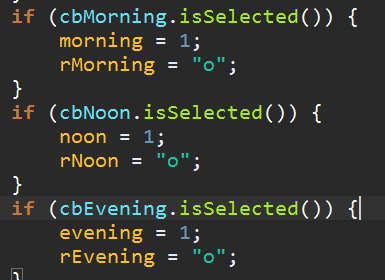 if (cbMorning.isSelected()) {
    morning = 1;
    rMorning = "o";
}
if (cbNoon.isSelected()) {
    noon = 1;
    rNoon = "o";
}
if (cbEvening.isSelected()) {
    evening = 1;
    rEvening = "o";
}